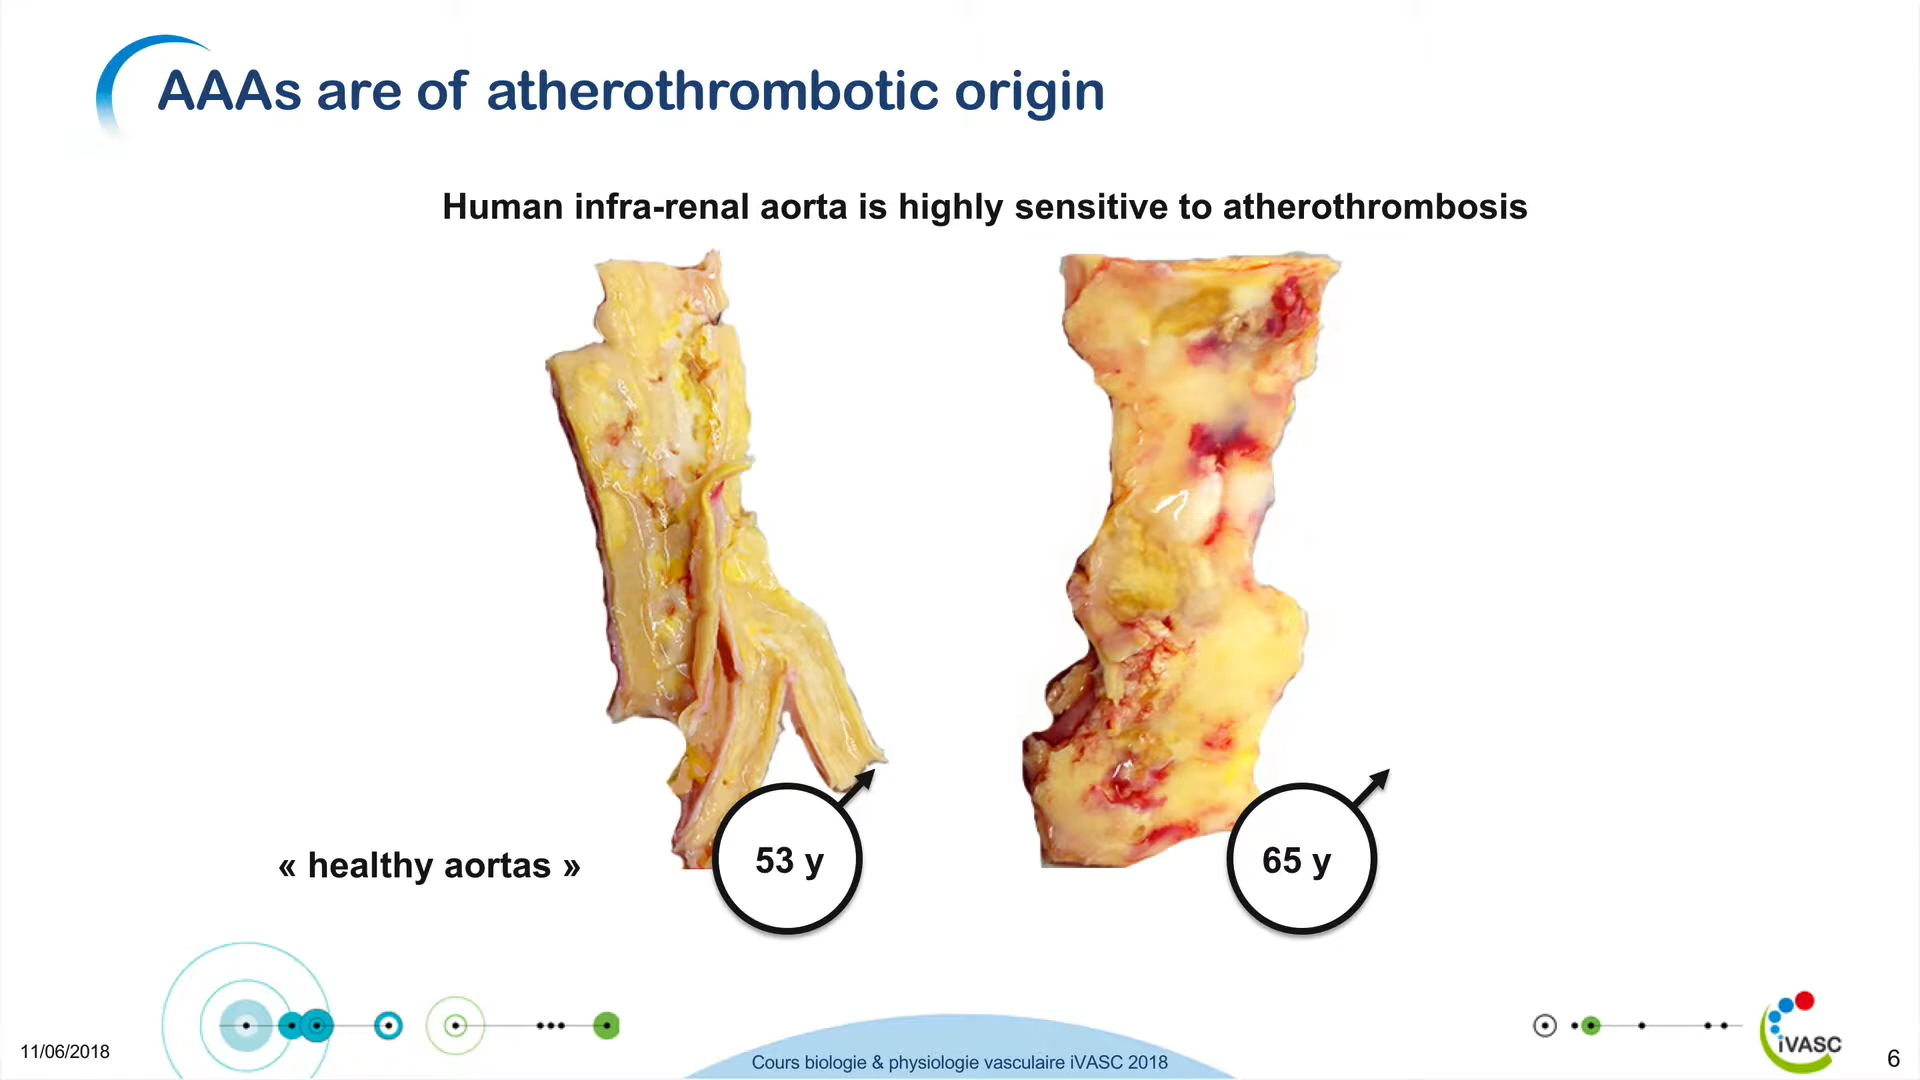 AAAs are of atherothrombotic origin
Human infra-renal aorta is highly sensitive to atherothrombosis
« healthy aortas »
53 y
65 y
11/06/2018
Cours biologie & physiologie vasculaire iVASC 2018
iVASC
6